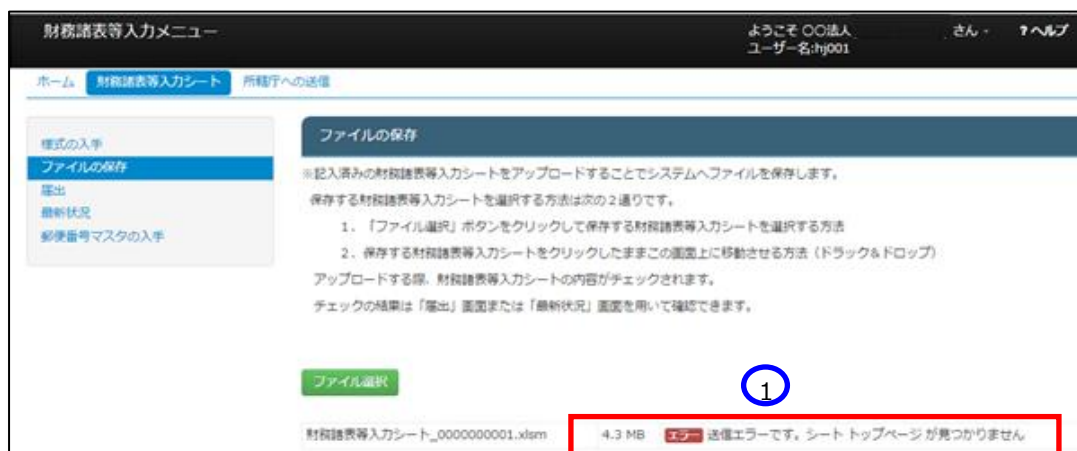 財務諸表等入力メニュー
ようこそ 〇〇法人 さん
?ヘルプ
ユーザー名:hj001
ホーム 財務諸表等入力シート 所轄庁への送信
様式の入手
ファイルの保存
届出
最新状況
郵便番号マスタの入手
ファイルの保存
※記入済みの財務諸表等入力シートをアップロードすることでシステムへファイルを保存します。
保存する財務諸表等入力シートを選択する方法は次の２通りです。
１．「ファイル選択」ボタンをクリックして保存する財務諸表等入力シートを選択する方法
２．保存する財務諸表等入力シートをクリックしたままこの画面上に移動させる方法（ドラック&ドロップ）
アップロードする際、財務諸表等入力シートの内容がチェックされます。
チェックの結果は「届出」画面または「最新状況」画面を用いて確認できます。
ファイル選択
1
財務諸表等入力シート_0000000001.xlsm 4.3 MB エラー 送信エラーです。シート トップページ が見つかりません